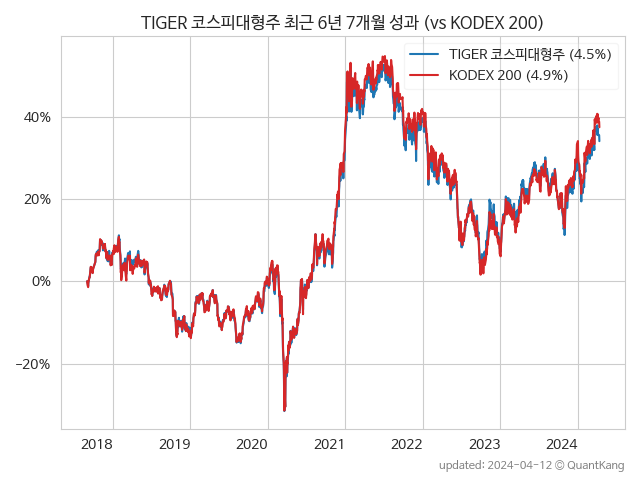 TIGER 코스피대형주 최근 6년 7개월 성과 (vs KODEX 200)
TIGER 코스피대형주 (4.5%)
KODEX 200 (4.9%)
40%
20%
0%
−20%
2018 2019 2020 2021 2022 2023 2024
updated: 2024-04-12 © QuantKang